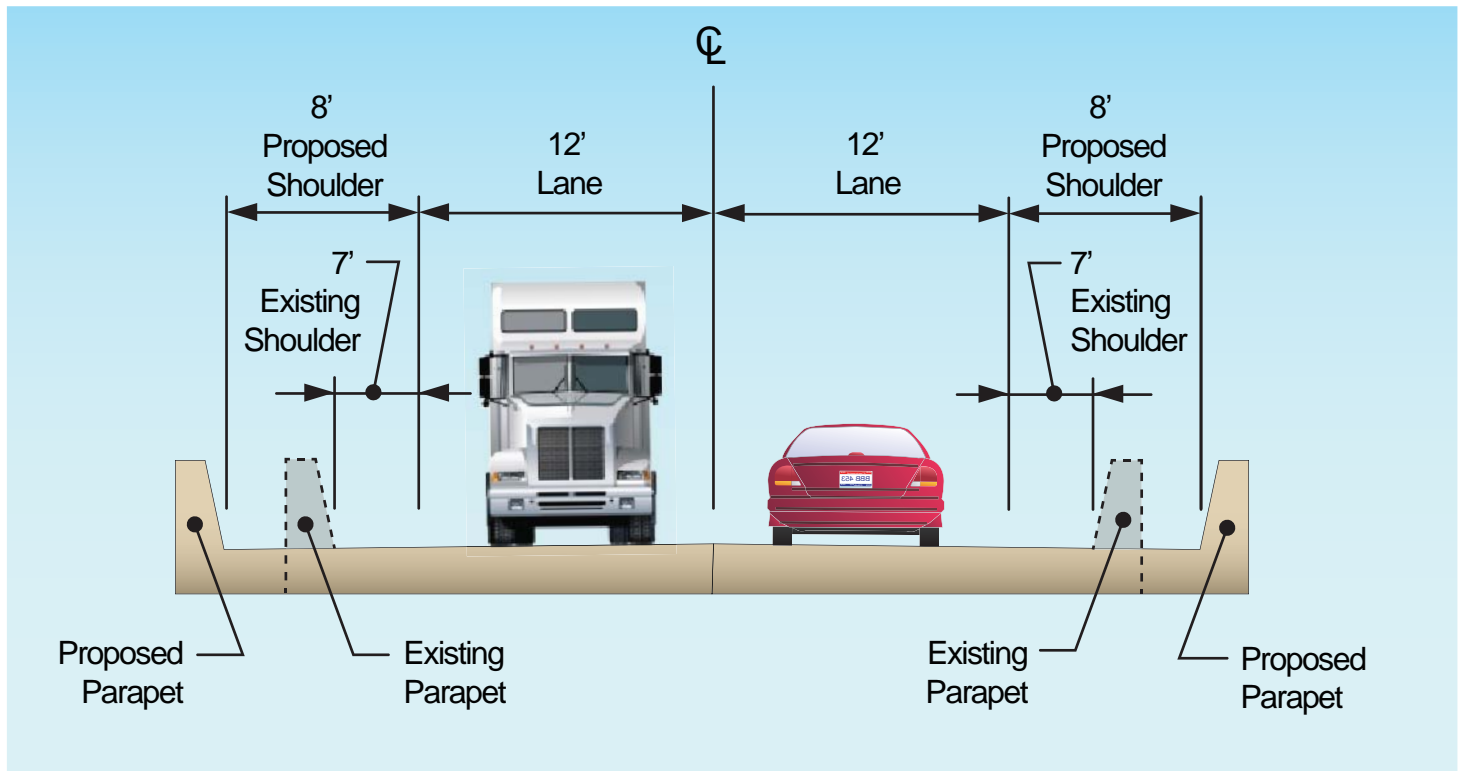 ℄
8’
Proposed
Shoulder
12’
Lane
12’
Lane
8’
Proposed
Shoulder
7’
Existing
Shoulder
7’
Existing
Shoulder
Proposed
Parapet
Existing
Parapet
Existing
Parapet
Proposed
Parapet